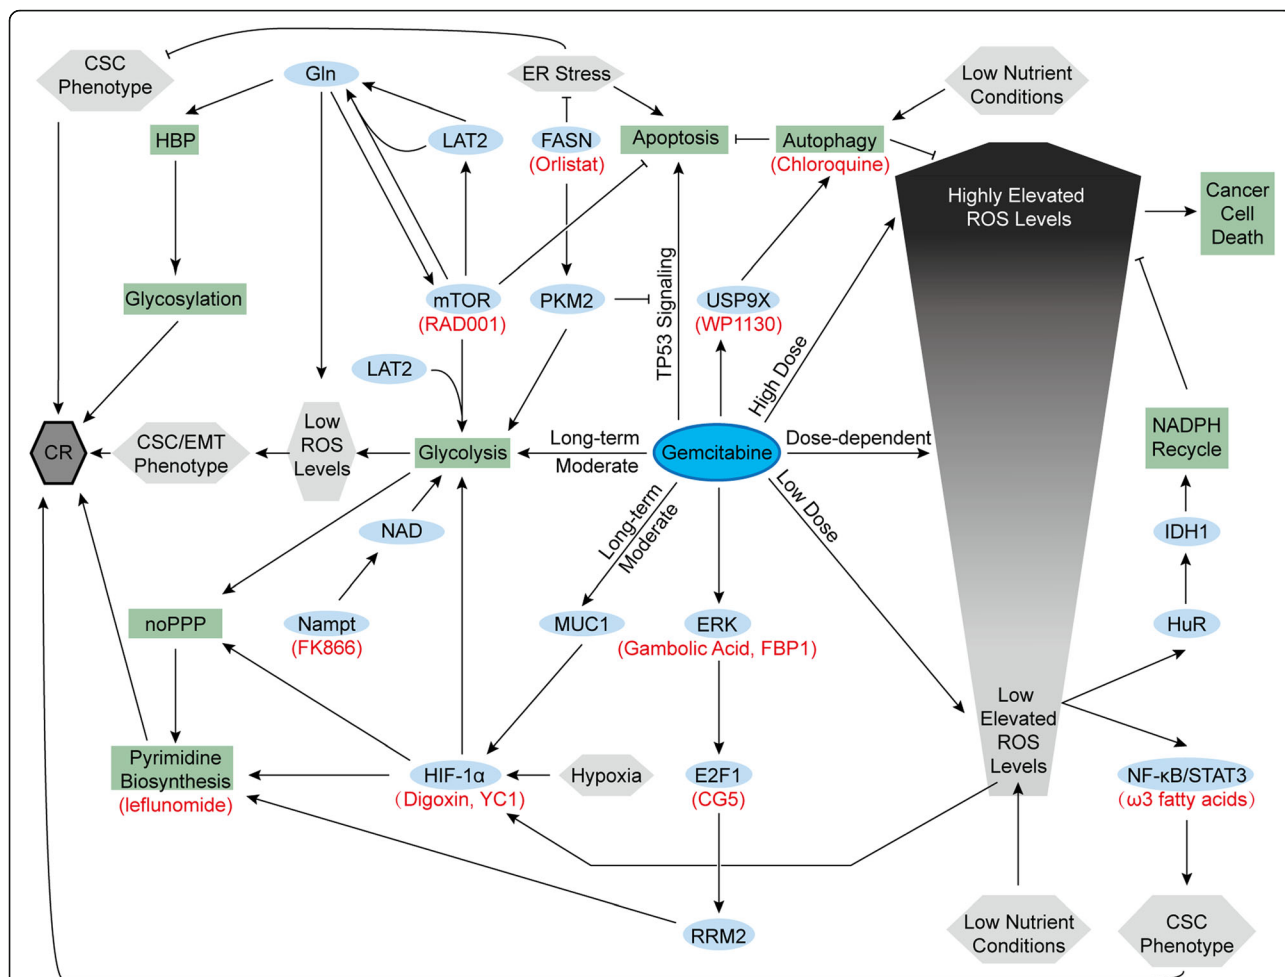 CSC
Phenotype
Gln
ER Stress
Low Nutrient
Conditions
HBP
LAT2
FASN
(Orlistat)
Apoptosis
Autophagy
(Chloroquine)
Highly Elevated
ROS Levels
Cancer
Cell
Death
Glycosylation
mTOR
(RAD001)
PKM2
TP53 Signaling
USP9X
(WP1130)
High Dose
LAT2
CR
CSC/EMT
Phenotype
Low
ROS
Levels
Glycolysis
Long-term
Moderate
Gemcitabine
Dose-dependent
NADPH
Recycle
Low Dose
NAD
Long-term
Moderate
IDH1
noPPP
Nampt
(FK866)
MUC1
ERK
(Gambolic Acid, FBP1)
HuR
Low
Elevated
ROS
Levels
Pyrimidine
Biosynthesis
(leflunomide)
HIF-1α
(Digoxin, YC1)
Hypoxia
E2F1
(CG5)
NF-κB/STAT3
(ω3 fatty acids)
RRM2
Low Nutrient
Conditions
CSC
Phenotype